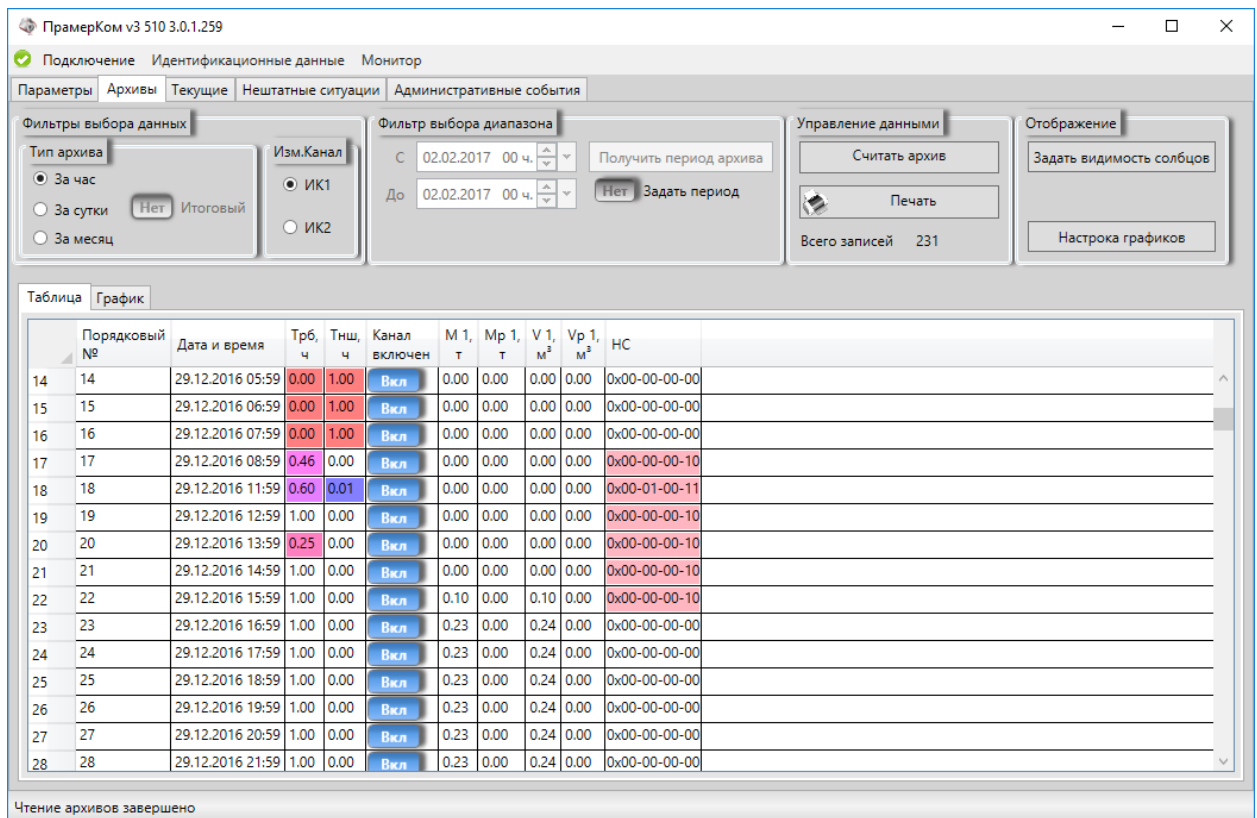 ПрамерКом v3 510 3.0.1.259
Подключение Идентификационные данные Монитор
Параметры Архивы Текущие Нештатные ситуации Административные события
Фильтры выбора данных
Тип архива
За час
За сутки Нет Итоговый
За месяц
Изм.Канал
ИК1
ИК2
Фильтр выбора диапазона
С 02.02.2017 00 ч. Получить период архива
До 02.02.2017 00 ч. Нет Задать период
Управление данными
Считать архив
Печать
Всего записей 231
Отображение
Задать видимость солбцов
Настрока графиков
Таблица График
Порядковый № Дата и время Трб, ч Тнш, ч Канал включен М 1, т Мр 1, т V 1, м³ Vр 1, м³ НС
14 14 29.12.2016 05:59 0.00 1.00 Вкл 0.00 0.00 0.00 0.00 0x00-00-00-00
15 15 29.12.2016 06:59 0.00 1.00 Вкл 0.00 0.00 0.00 0.00 0x00-00-00-00
16 16 29.12.2016 07:59 0.00 1.00 Вкл 0.00 0.00 0.00 0.00 0x00-00-00-00
17 17 29.12.2016 08:59 0.46 0.00 Вкл 0.00 0.00 0.00 0.00 0x00-00-00-10
18 18 29.12.2016 11:59 0.60 0.01 Вкл 0.00 0.00 0.00 0.00 0x00-01-00-11
19 19 29.12.2016 12:59 1.00 0.00 Вкл 0.00 0.00 0.00 0.00 0x00-00-00-10
20 20 29.12.2016 13:59 0.25 0.00 Вкл 0.00 0.00 0.00 0.00 0x00-00-00-10
21 21 29.12.2016 14:59 1.00 0.00 Вкл 0.00 0.00 0.00 0.00 0x00-00-00-10
22 22 29.12.2016 15:59 1.00 0.00 Вкл 0.10 0.00 0.10 0.00 0x00-00-00-10
23 23 29.12.2016 16:59 1.00 0.00 Вкл 0.23 0.00 0.24 0.00 0x00-00-00-00
24 24 29.12.2016 17:59 1.00 0.00 Вкл 0.23 0.00 0.24 0.00 0x00-00-00-00
25 25 29.12.2016 18:59 1.00 0.00 Вкл 0.23 0.00 0.24 0.00 0x00-00-00-00
26 26 29.12.2016 19:59 1.00 0.00 Вкл 0.23 0.00 0.24 0.00 0x00-00-00-00
27 27 29.12.2016 20:59 1.00 0.00 Вкл 0.23 0.00 0.24 0.00 0x00-00-00-00
28 28 29.12.2016 21:59 1.00 0.00 Вкл 0.23 0.00 0.24 0.00 0x00-00-00-00
Чтение архивов завершено